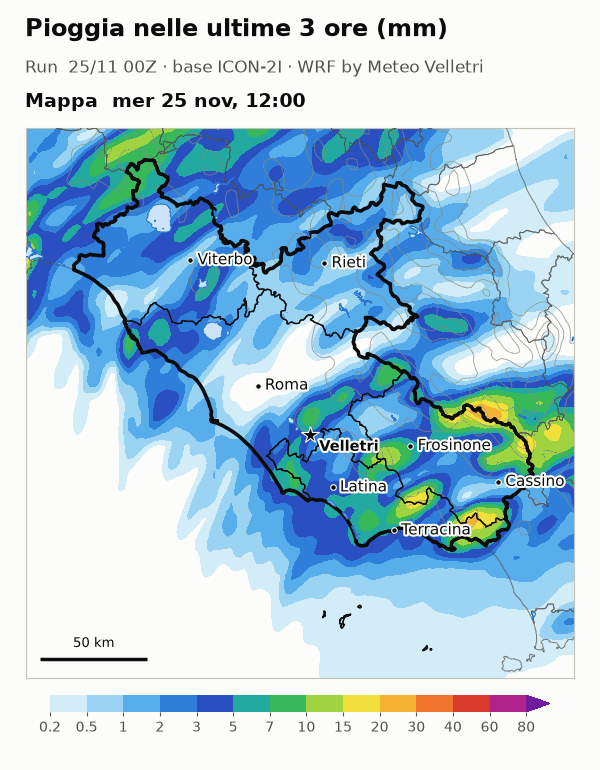 Pioggia nelle ultime 3 ore (mm)
Run  25/11 00Z · base ICON-2I · WRF by Meteo Velletri
Mappa  mer 25 nov, 12:00
Viterbo
Rieti
Roma
Velletri
Frosinone
Cassino
Latina
Terracina
50 km
0.2 0.5 1 2 3 5 7 10 15 20 30 40 60 80